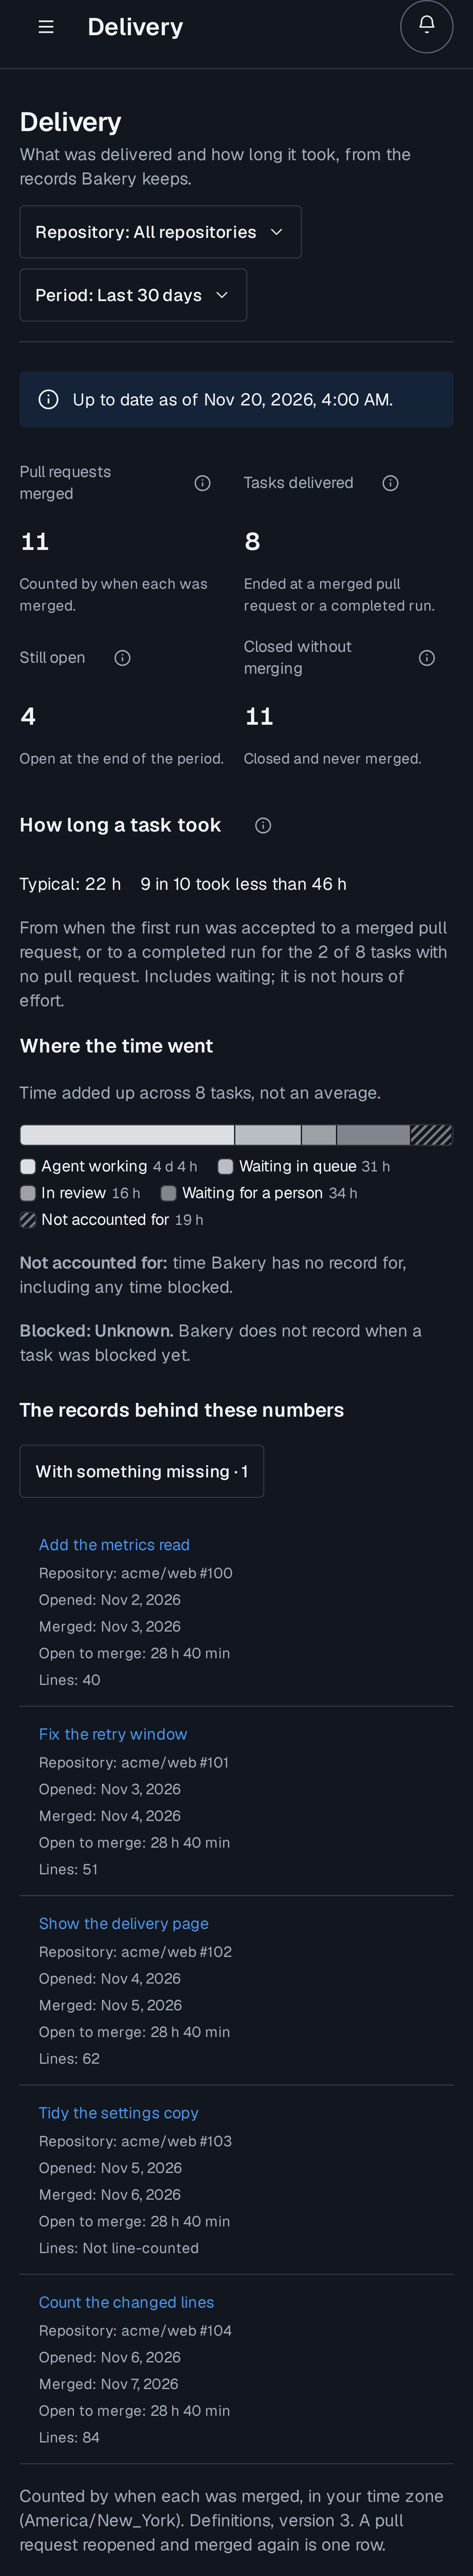 Delivery
Delivery
What was delivered and how long it took, from the
records Bakery keeps.
Repository: All repositories
Period: Last 30 days
Up to date as of Nov 20, 2026, 4:00 AM.
Pull requests
merged
11
Counted by when each was
merged.
Tasks delivered
8
Ended at a merged pull
request or a completed run.
Still open
4
Open at the end of the period.
Closed without
merging
11
Closed and never merged.
How long a task took
Typical: 22 h 9 in 10 took less than 46 h
From when the first run was accepted to a merged pull
request, or to a completed run for the 2 of 8 tasks with
no pull request. Includes waiting; it is not hours of
effort.
Where the time went
Time added up across 8 tasks, not an average.
Agent working 4 d 4 h Waiting in queue 31 h
In review 16 h Waiting for a person 34 h
Not accounted for 19 h
Not accounted for: time Bakery has no record for,
including any time blocked.
Blocked: Unknown. Bakery does not record when a
task was blocked yet.
The records behind these numbers
With something missing · 1
Add the metrics read
Repository: acme/web #100
Opened: Nov 2, 2026
Merged: Nov 3, 2026
Open to merge: 28 h 40 min
Lines: 40
Fix the retry window
Repository: acme/web #101
Opened: Nov 3, 2026
Merged: Nov 4, 2026
Open to merge: 28 h 40 min
Lines: 51
Show the delivery page
Repository: acme/web #102
Opened: Nov 4, 2026
Merged: Nov 5, 2026
Open to merge: 28 h 40 min
Lines: 62
Tidy the settings copy
Repository: acme/web #103
Opened: Nov 5, 2026
Merged: Nov 6, 2026
Open to merge: 28 h 40 min
Lines: Not line-counted
Count the changed lines
Repository: acme/web #104
Opened: Nov 6, 2026
Merged: Nov 7, 2026
Open to merge: 28 h 40 min
Lines: 84
Counted by when each was merged, in your time zone
(America/New_York). Definitions, version 3. A pull
request reopened and merged again is one row.